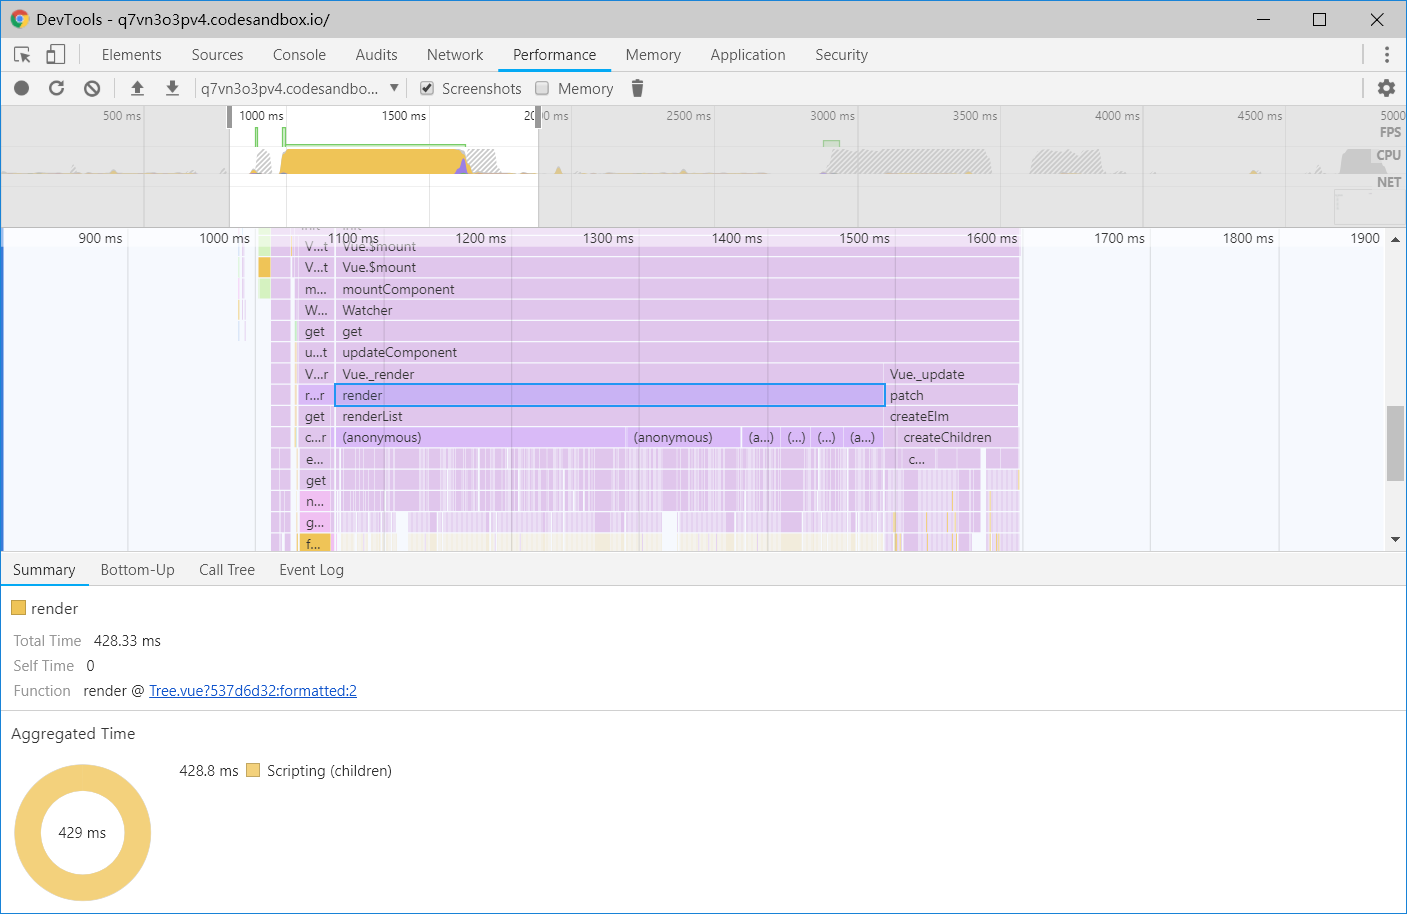 DevTools - q7vn3o3pv4.codesandbox.io/
Elements Sources Console Audits Network Performance Memory Application Security
q7vn3o3pv4.codesandbo... Screenshots Memory
500 ms 1000 ms 1500 ms 20 00 ms 2500 ms 3000 ms 3500 ms 4000 ms 4500 ms 5000
FPS
CPU
NET
900 ms 1000 ms 1100 ms 1200 ms 1300 ms 1400 ms 1500 ms 1600 ms 1700 ms 1800 ms 1900
V...t Vue.$mount
V...t Vue.$mount
m... mountComponent
W... Watcher
get get
u...t updateComponent
V...r Vue._render Vue._update
r...r render patch
get renderList createElm
c...r (anonymous) (anonymous) (a...) (...) (...) (a...) createChildren
e... c...
get
n...
g...
f...
Summary Bottom-Up Call Tree Event Log
render
Total Time 428.33 ms
Self Time 0
Function render @ Tree.vue?537d6d32:formatted:2
Aggregated Time
428.8 ms Scripting (children)
429 ms